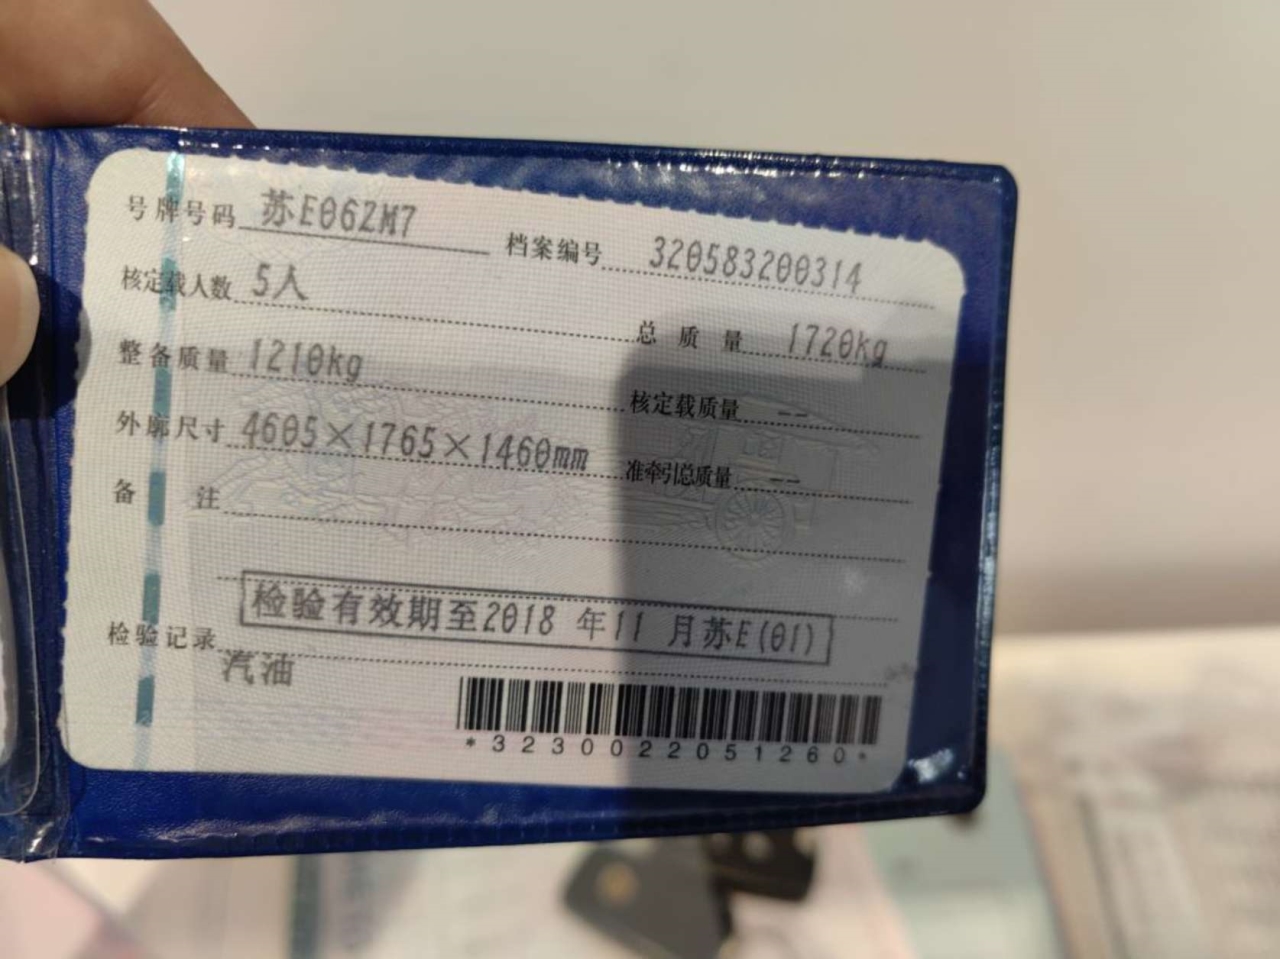 号牌号码 苏E06ZM7 档案编号 320583200314
核定载人数 5人 总质量 1720kg
整备质量 1210kg 核定载质量 --
外廓尺寸 4605×1765×1460mm 准牵引总质量 --
备注
检验记录 检验有效期至2018 年11 月苏E(01)
汽油
*3230022051260*